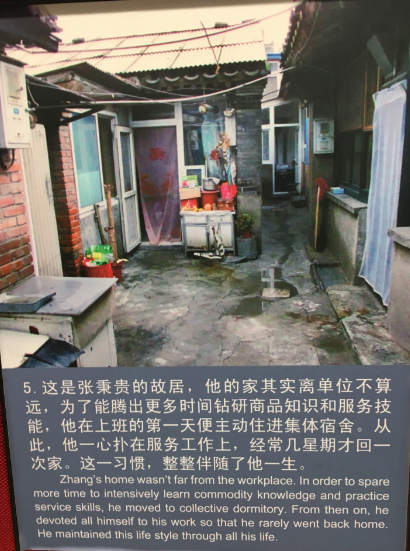 5. 这是张秉贵的故居，他的家其实离单位不算
远，为了能腾出更多时间钻研商品知识和服务技
能，他在上班的第一天便主动住进集体宿舍。从
此，他一心扑在服务工作上，经常几星期才回一
次家。这一习惯，整整伴随了他一生。
Zhang's home wasn't far from the workplace. In order to spare
more time to intensively learn commodity knowledge and practice
service skills, he moved to collective dormitory. From then on, he
devoted all himself to his work so that he rarely went back home.
He maintained this life style through all his life.